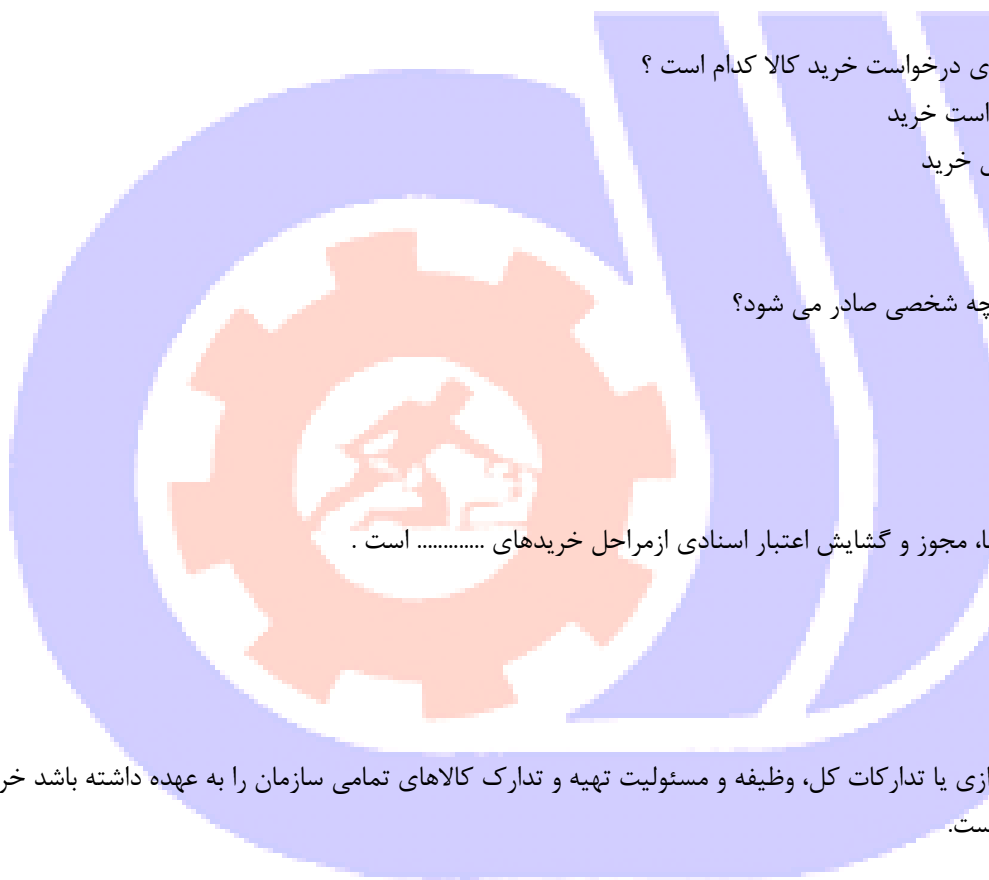 ی درخواست خرید کالا کدام است ؟
است خرید
خرید
چه شخصی صادر می شود؟
ا، مجوز و گشایش اعتبار اسنادی ازمراحل خریدهای ............ است .
ازی یا تدارکات کل، وظیفه و مسئولیت تهیه و تدارک کالاهای تمامی سازمان را به عهده داشته باشد خر
ست.